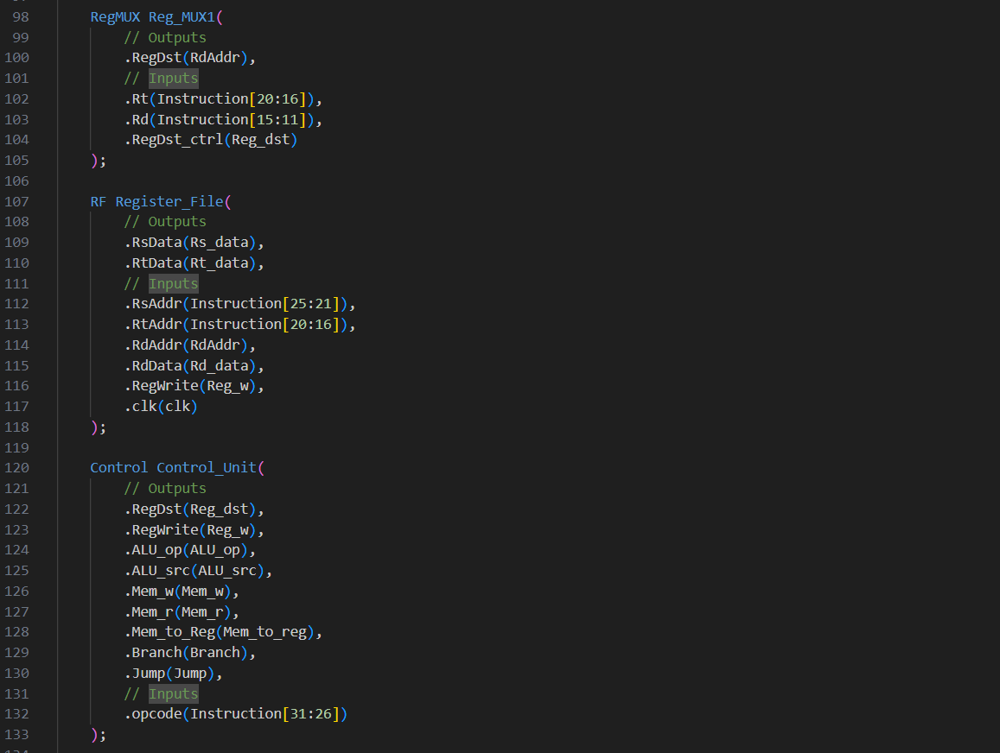 98 RegMUX Reg_MUX1(
99 // Outputs
100 .RegDst(RdAddr),
101 // Inputs
102 .Rt(Instruction[20:16]),
103 .Rd(Instruction[15:11]),
104 .RegDst_ctrl(Reg_dst)
105 );
106
107 RF Register_File(
108 // Outputs
109 .RsData(Rs_data),
110 .RtData(Rt_data),
111 // Inputs
112 .RsAddr(Instruction[25:21]),
113 .RtAddr(Instruction[20:16]),
114 .RdAddr(RdAddr),
115 .RdData(Rd_data),
116 .RegWrite(Reg_w),
117 .clk(clk)
118 );
119
120 Control Control_Unit(
121 // Outputs
122 .RegDst(Reg_dst),
123 .RegWrite(Reg_w),
124 .ALU_op(ALU_op),
125 .ALU_src(ALU_src),
126 .Mem_w(Mem_w),
127 .Mem_r(Mem_r),
128 .Mem_to_Reg(Mem_to_reg),
129 .Branch(Branch),
130 .Jump(Jump),
131 // Inputs
132 .opcode(Instruction[31:26])
133 );